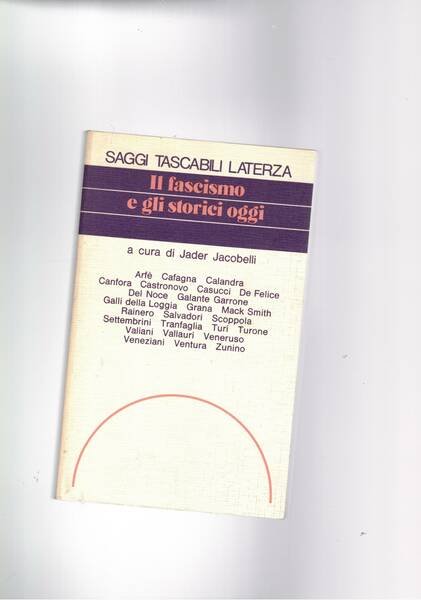 SAGGI TASCABILI LATERZA
Il fascismo
e gli storici oggi
a cura di Jader Jacobelli
Arfè Cafagna Calandra
Canfora Castronovo Casucci De Felice
Del Noce Galante Garrone
Galli della Loggia Grana Mack Smith
Rainero Salvadori Scoppola
Settembrini Tranfaglia Turi Turone
Valiani Vallauri Veneruso
Veneziani Ventura Zunino